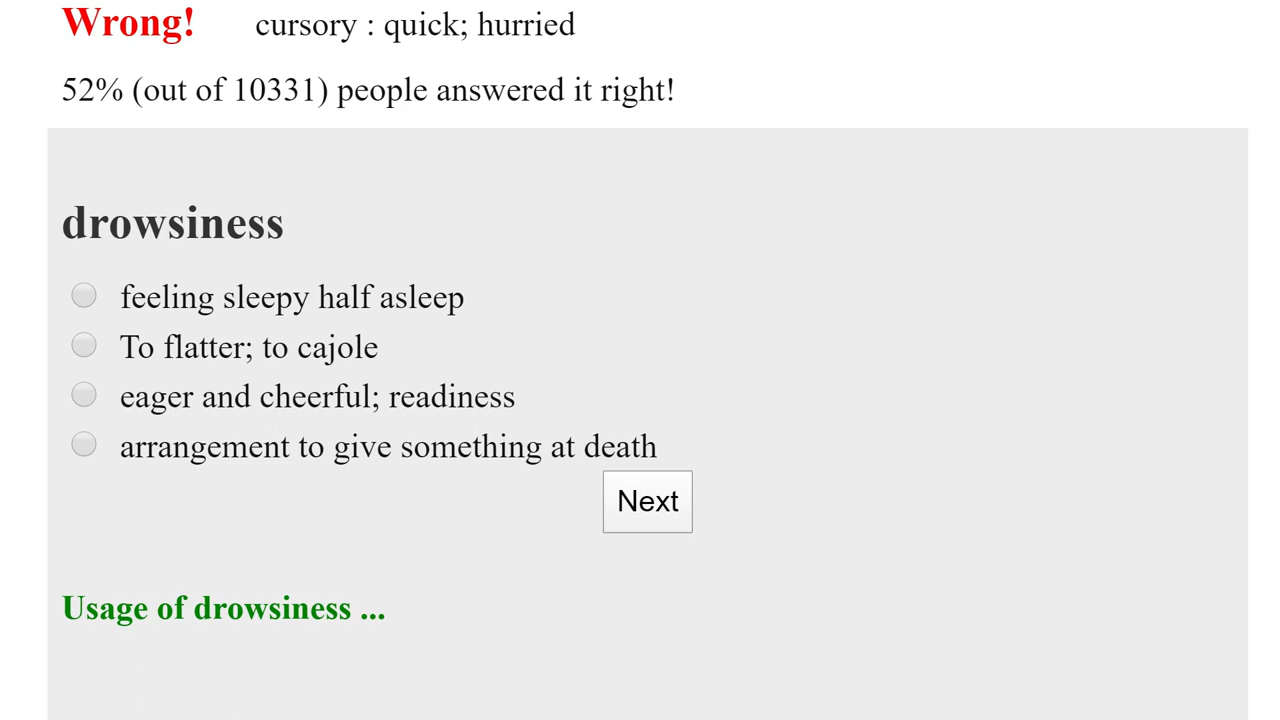 Wrong! cursory : quick; hurried
52% (out of 10331) people answered it right!
drowsiness
feeling sleepy half asleep
To flatter; to cajole
eager and cheerful; readiness
arrangement to give something at death
Next
Usage of drowsiness ...